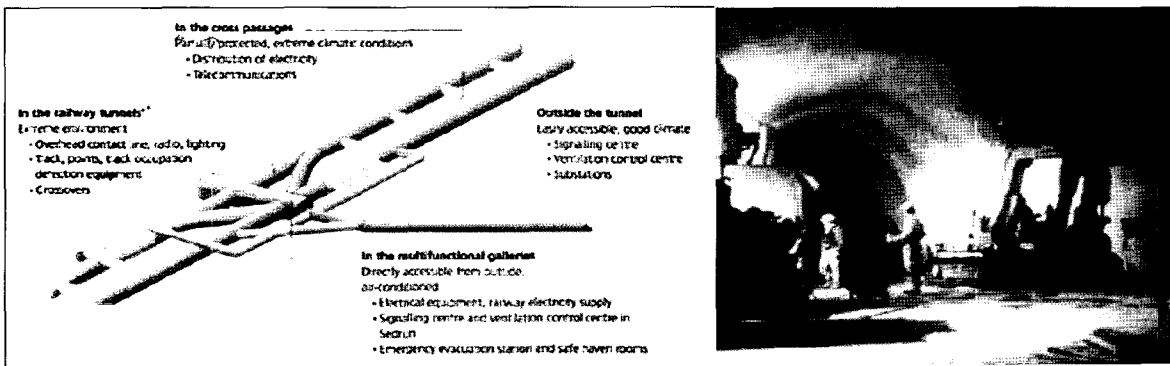 In the cross passages
Partially protected, extreme climatic conditions
• Distribution of electricity
• Telecommunications
In the railway tunnels
Extreme environment
• Overhead contact line, radio, lighting
• Track, points, track occupation
detection equipment
• Crossovers
Outside the tunnel
Easily accessible, good climate
• Signalling centre
• Ventilation control centre
• Substations
In the multifunctional galleries
Directly accessible from outside,
air-conditioned
• Electrical equipment, railway electricity supply
• Signalling centre and ventilation control centre in
Sedrun
• Emergency evacuation station and safe haven rooms